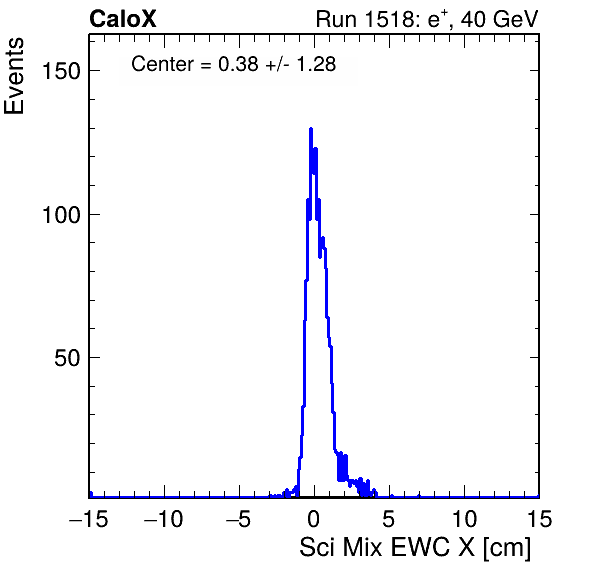 CaloX Run 1518: e⁺, 40 GeV
Events
Center = 0.38 +/- 1.28
150
100
50
−15 −10 −5 0 5 10 15
Sci Mix EWC X [cm]